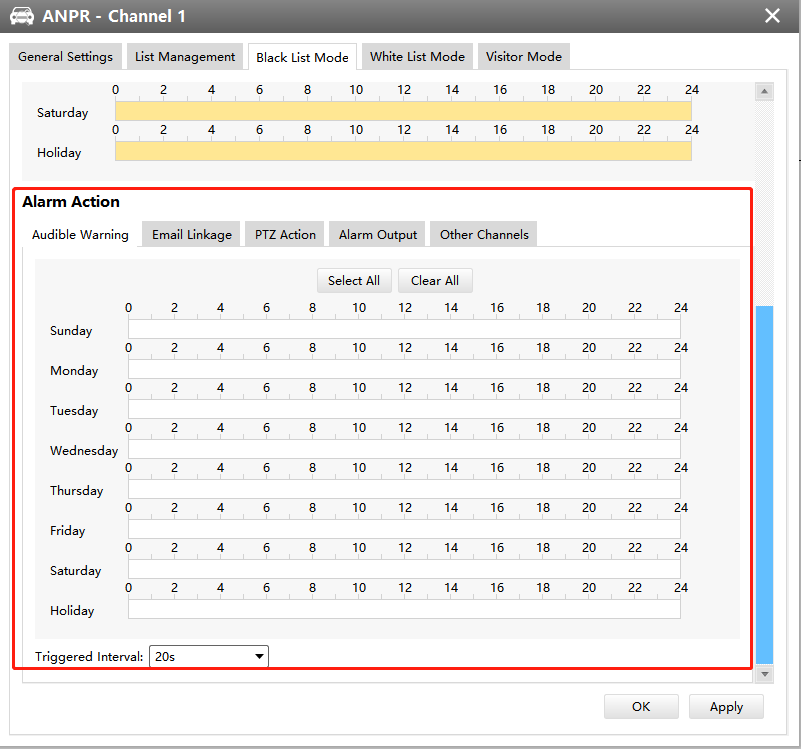 ANPR - Channel 1
General Settings List Management Black List Mode White List Mode Visitor Mode
0 2 4 6 8 10 12 14 16 18 20 22 24
Saturday
0 2 4 6 8 10 12 14 16 18 20 22 24
Holiday
Alarm Action
Audible Warning Email Linkage PTZ Action Alarm Output Other Channels
Select All Clear All
0 2 4 6 8 10 12 14 16 18 20 22 24
Sunday
0 2 4 6 8 10 12 14 16 18 20 22 24
Monday
0 2 4 6 8 10 12 14 16 18 20 22 24
Tuesday
0 2 4 6 8 10 12 14 16 18 20 22 24
Wednesday
0 2 4 6 8 10 12 14 16 18 20 22 24
Thursday
0 2 4 6 8 10 12 14 16 18 20 22 24
Friday
0 2 4 6 8 10 12 14 16 18 20 22 24
Saturday
0 2 4 6 8 10 12 14 16 18 20 22 24
Holiday
Triggered Interval: 20s
OK Apply